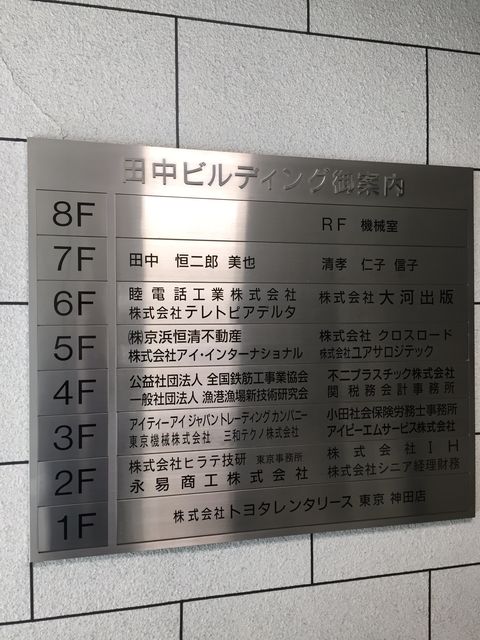 田中ビルディング御案内
8F RF 機械室
7F 田中 恒二郎 美也 清孝 仁子 信子
6F 睦電話工業株式会社 株式会社 大河出版
株式会社 テレトピアデルタ
5F ㈱京浜恒清不動産 株式会社 クロスロード
株式会社アイ・インターナショナル 株式会社ユアサロジテック
4F 公益社団法人 全国鉄筋工事業協会 不二プラスチック株式会社
一般社団法人 漁港漁場新技術研究会 関税務会計事務所
3F アイティーアイジャパントレーディングカンパニー 小田社会保険労務士事務所
東京機械株式会社 三和テクノ株式会社 アイピーエムサービス株式会社
2F 株式会社ヒラテ技研 東京事務所 株式会社IH
永易商工株式会社 株式会社シニア経理財務
1F 株式会社トヨタレンタリース 東京 神田店